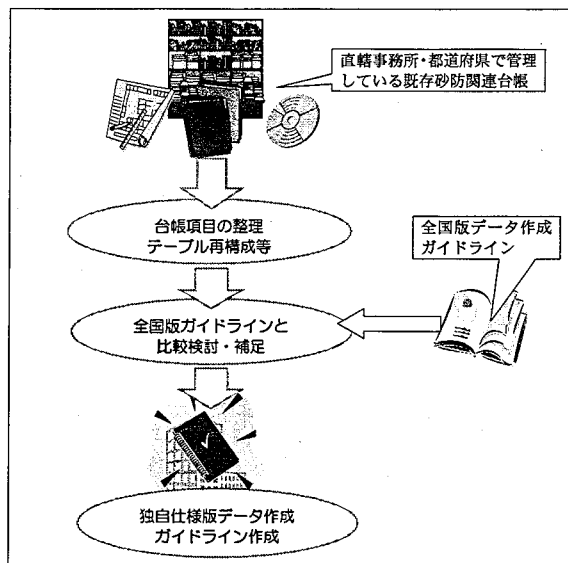 直轄事務所・都道府県で管理
している既存砂防関連台帳
台帳項目の整理
テーブル再構成等
全国版データ作成
ガイドライン
全国版ガイドラインと
比較検討・補足
独自仕様版データ作成
ガイドライン作成